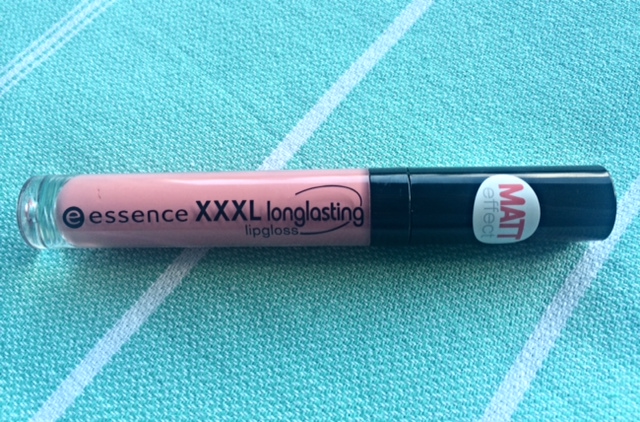 e essence XXXL longlasting
lipgloss
MATT
effect